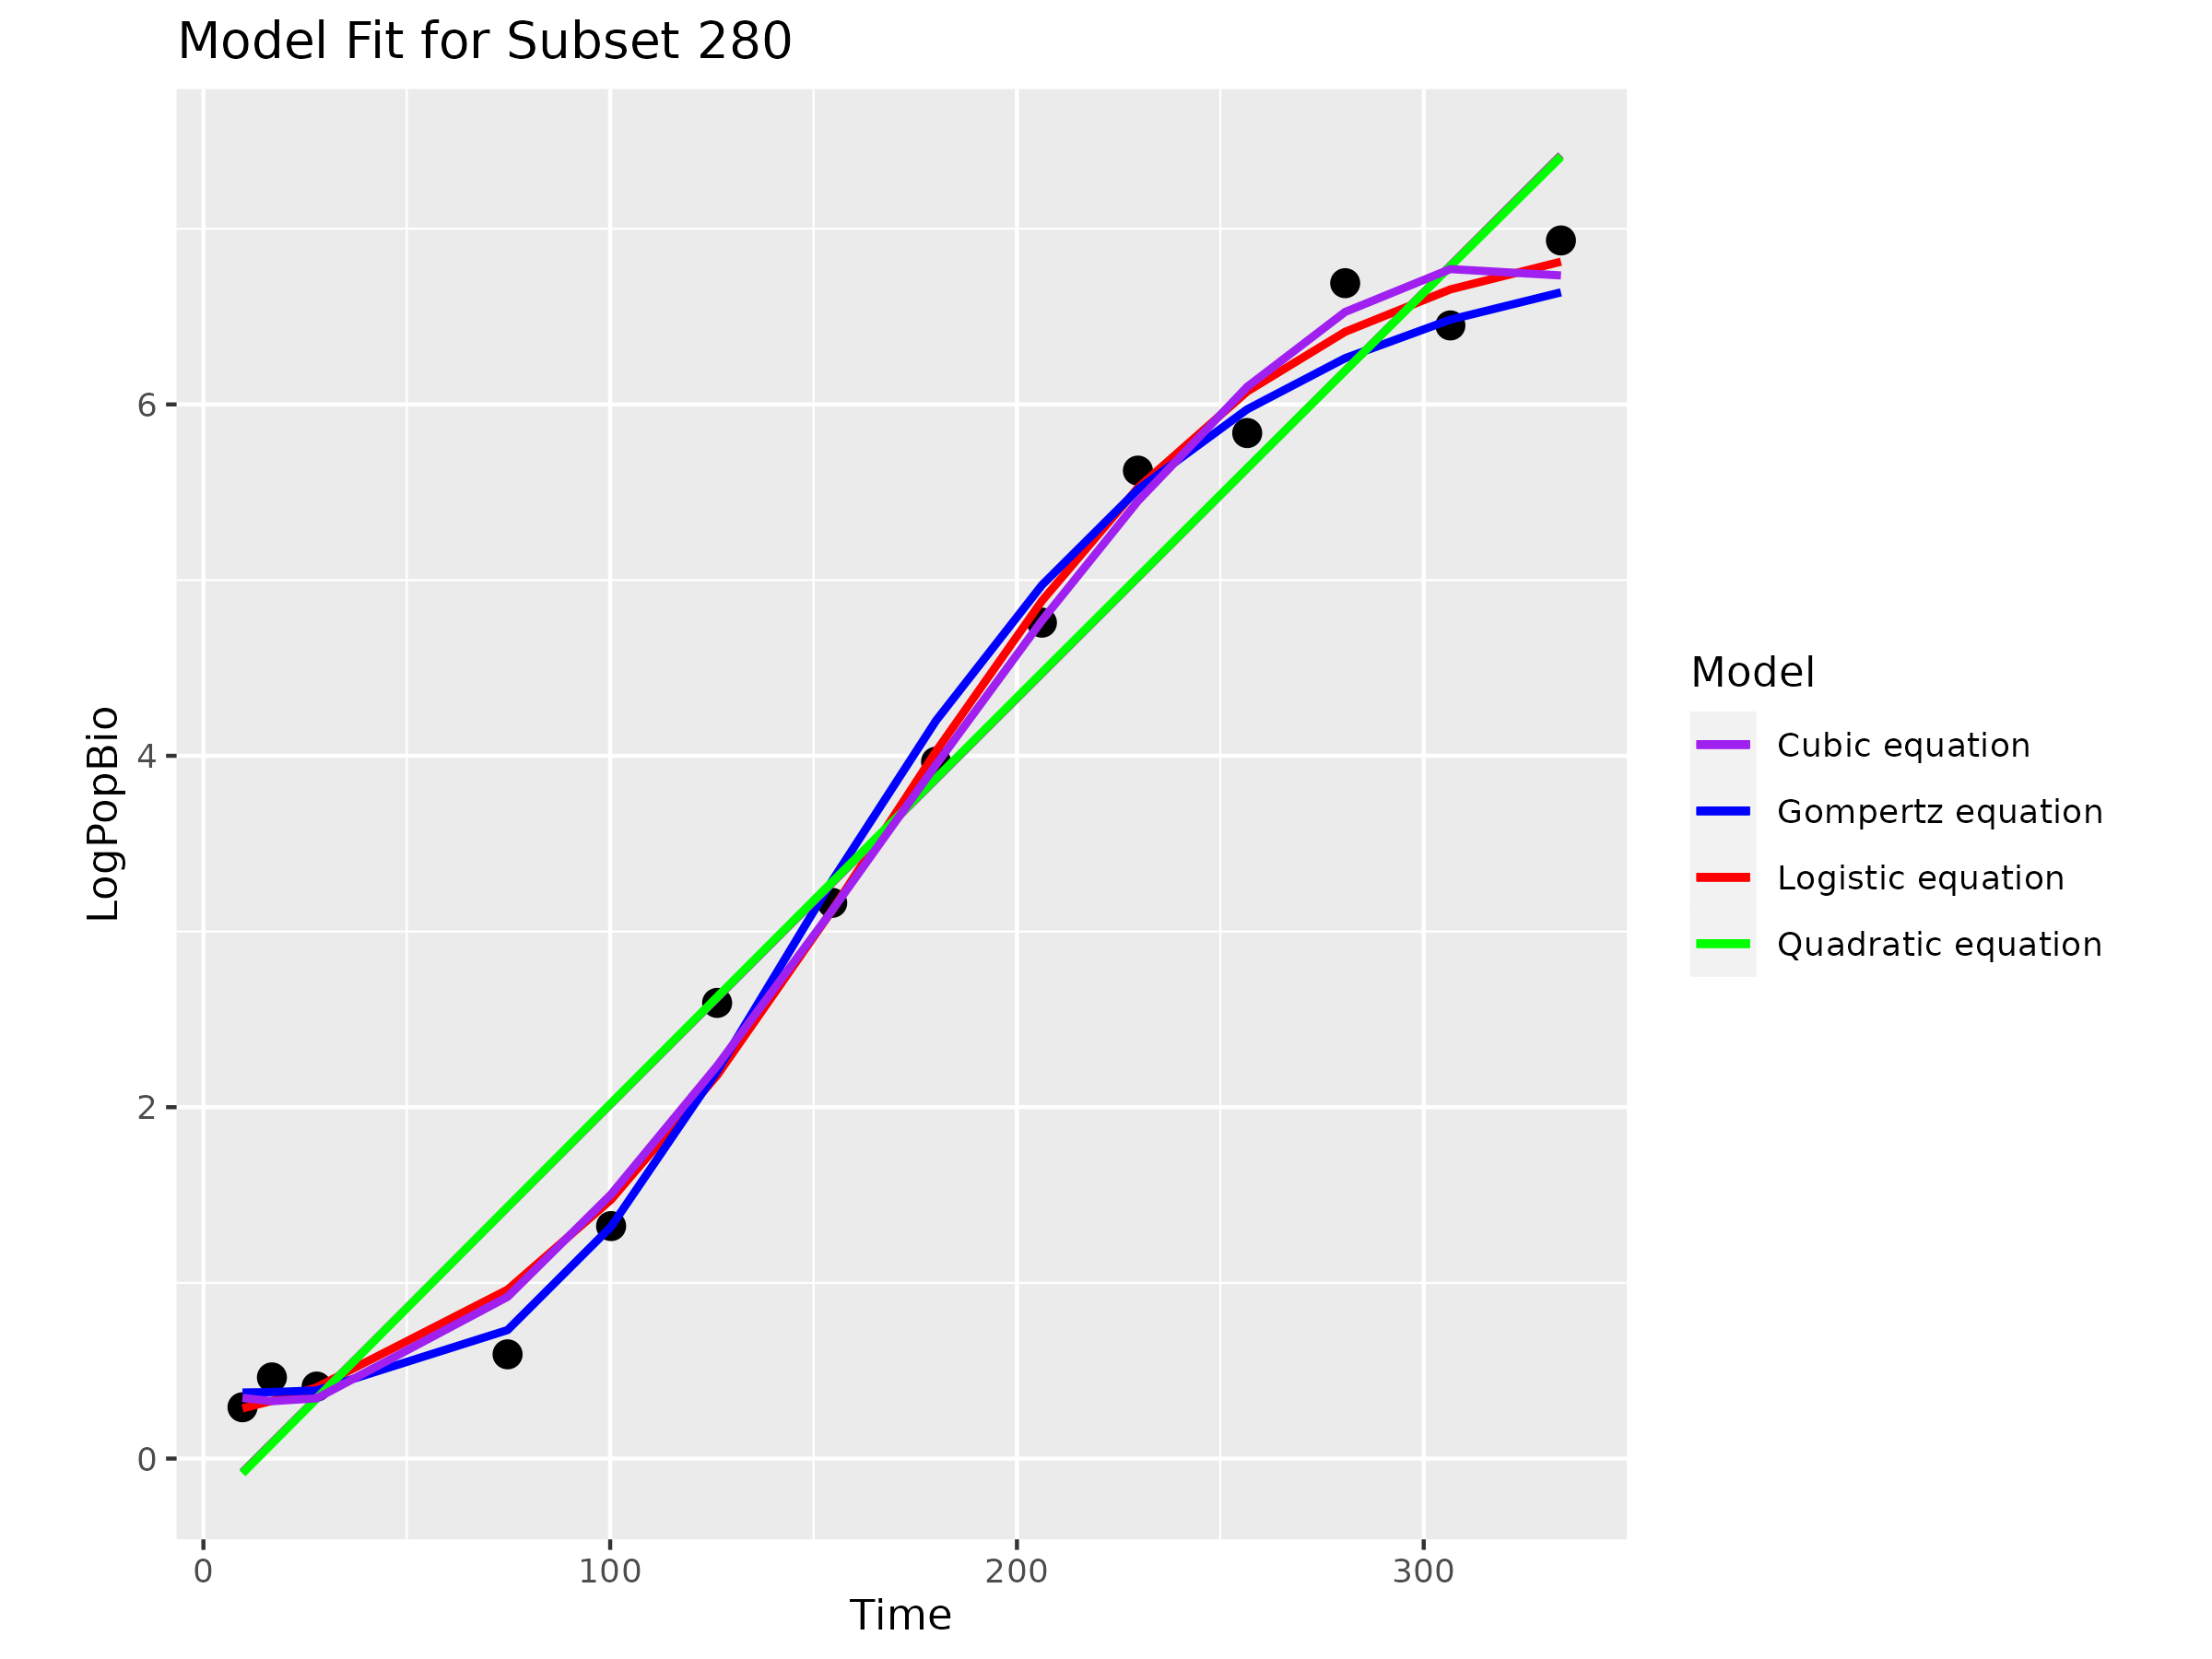 Model Fit for Subset 280
LogPopBio
6
4
2
0
0 100 200 300
Time
Model
Cubic equation
Gompertz equation
Logistic equation
Quadratic equation